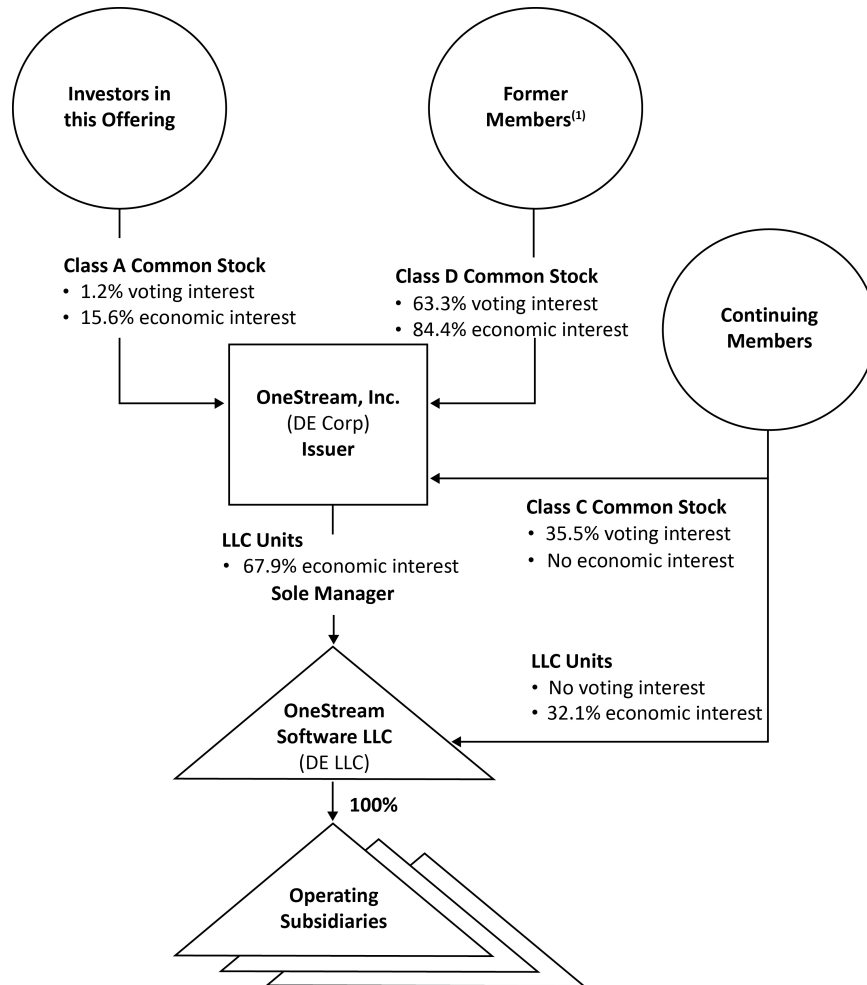 Investors in
this Offering
Former
Members(1)
Continuing
Members
Class A Common Stock
• 1.2% voting interest
• 15.6% economic interest
Class D Common Stock
• 63.3% voting interest
• 84.4% economic interest
OneStream, Inc.
(DE Corp)
Issuer
Class C Common Stock
• 35.5% voting interest
• No economic interest
LLC Units
• 67.9% economic interest
Sole Manager
LLC Units
• No voting interest
• 32.1% economic interest
OneStream
Software LLC
(DE LLC)
100%
Operating
Subsidiaries